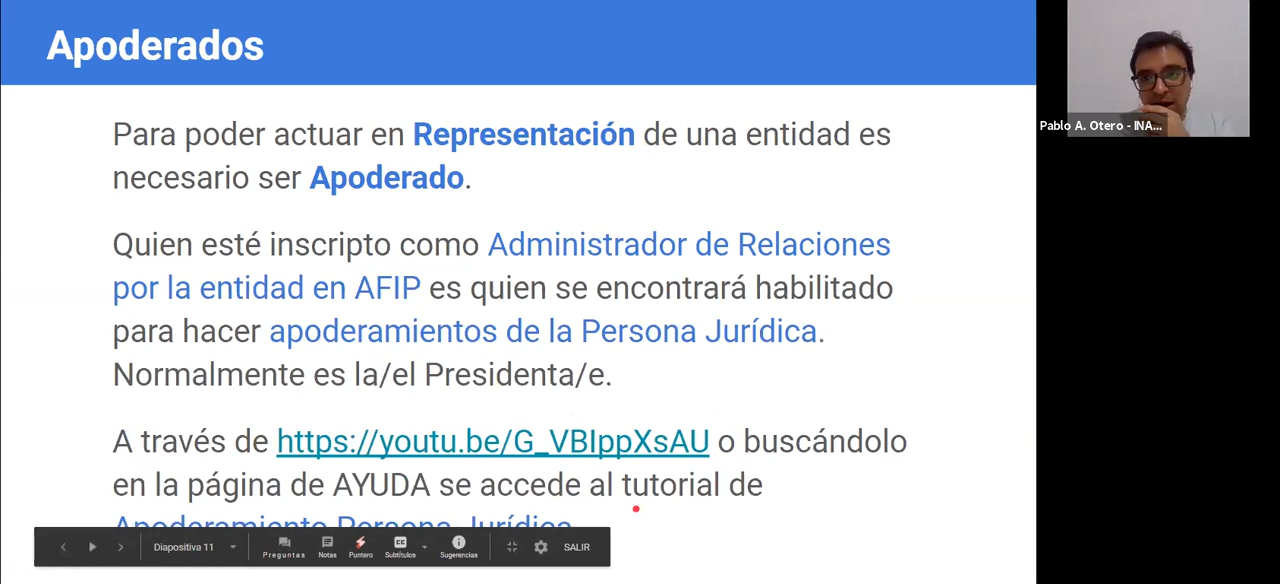 Apoderados
Para poder actuar en Representación de una entidad es
necesario ser Apoderado.
Quien esté inscripto como Administrador de Relaciones
por la entidad en AFIP es quien se encontrará habilitado
para hacer apoderamientos de la Persona Jurídica.
Normalmente es la/el Presidenta/e.
A través de https://youtu.be/G_VBIppXsAU o buscándolo
en la página de AYUDA se accede al tutorial de
Apoderamiento Persona Jurídica
Diapositiva 11
Preguntas
Notas
Puntero
Subtítulos
Sugerencias
SALIR
Pablo A. Otero - INA...